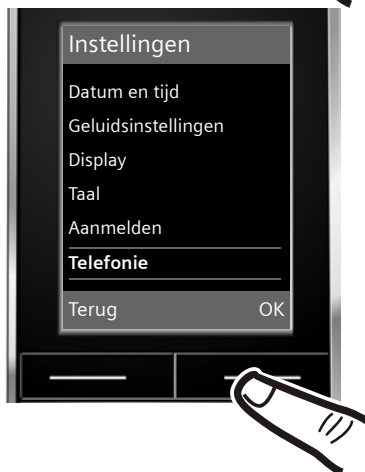 Instellingen
Datum en tijd
Geluidsinstellingen
Display
Taal
Aanmelden
Telefonie
Terug OK